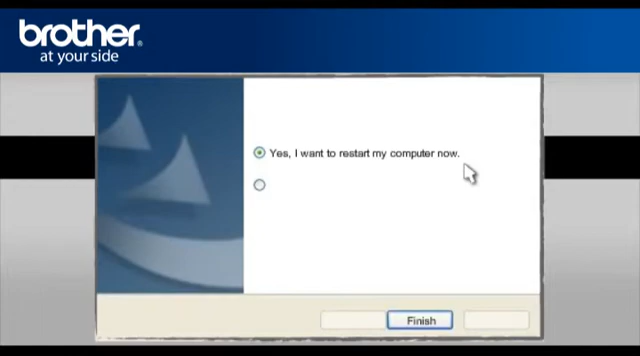 brother®
at your side
Yes, I want to restart my computer now.
Finish